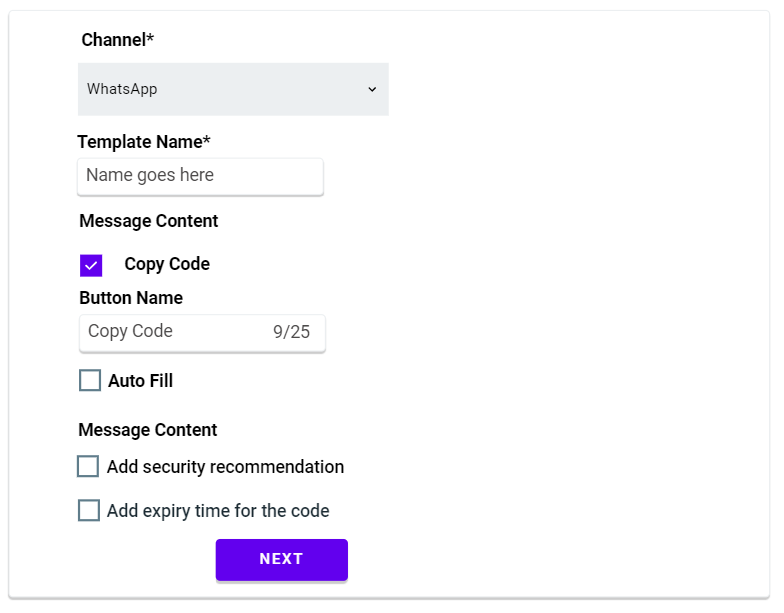 Channel*
WhatsApp
Template Name*
Name goes here
Message Content
Copy Code
Button Name
Copy Code 9/25
Auto Fill
Message Content
Add security recommendation
Add expiry time for the code
NEXT